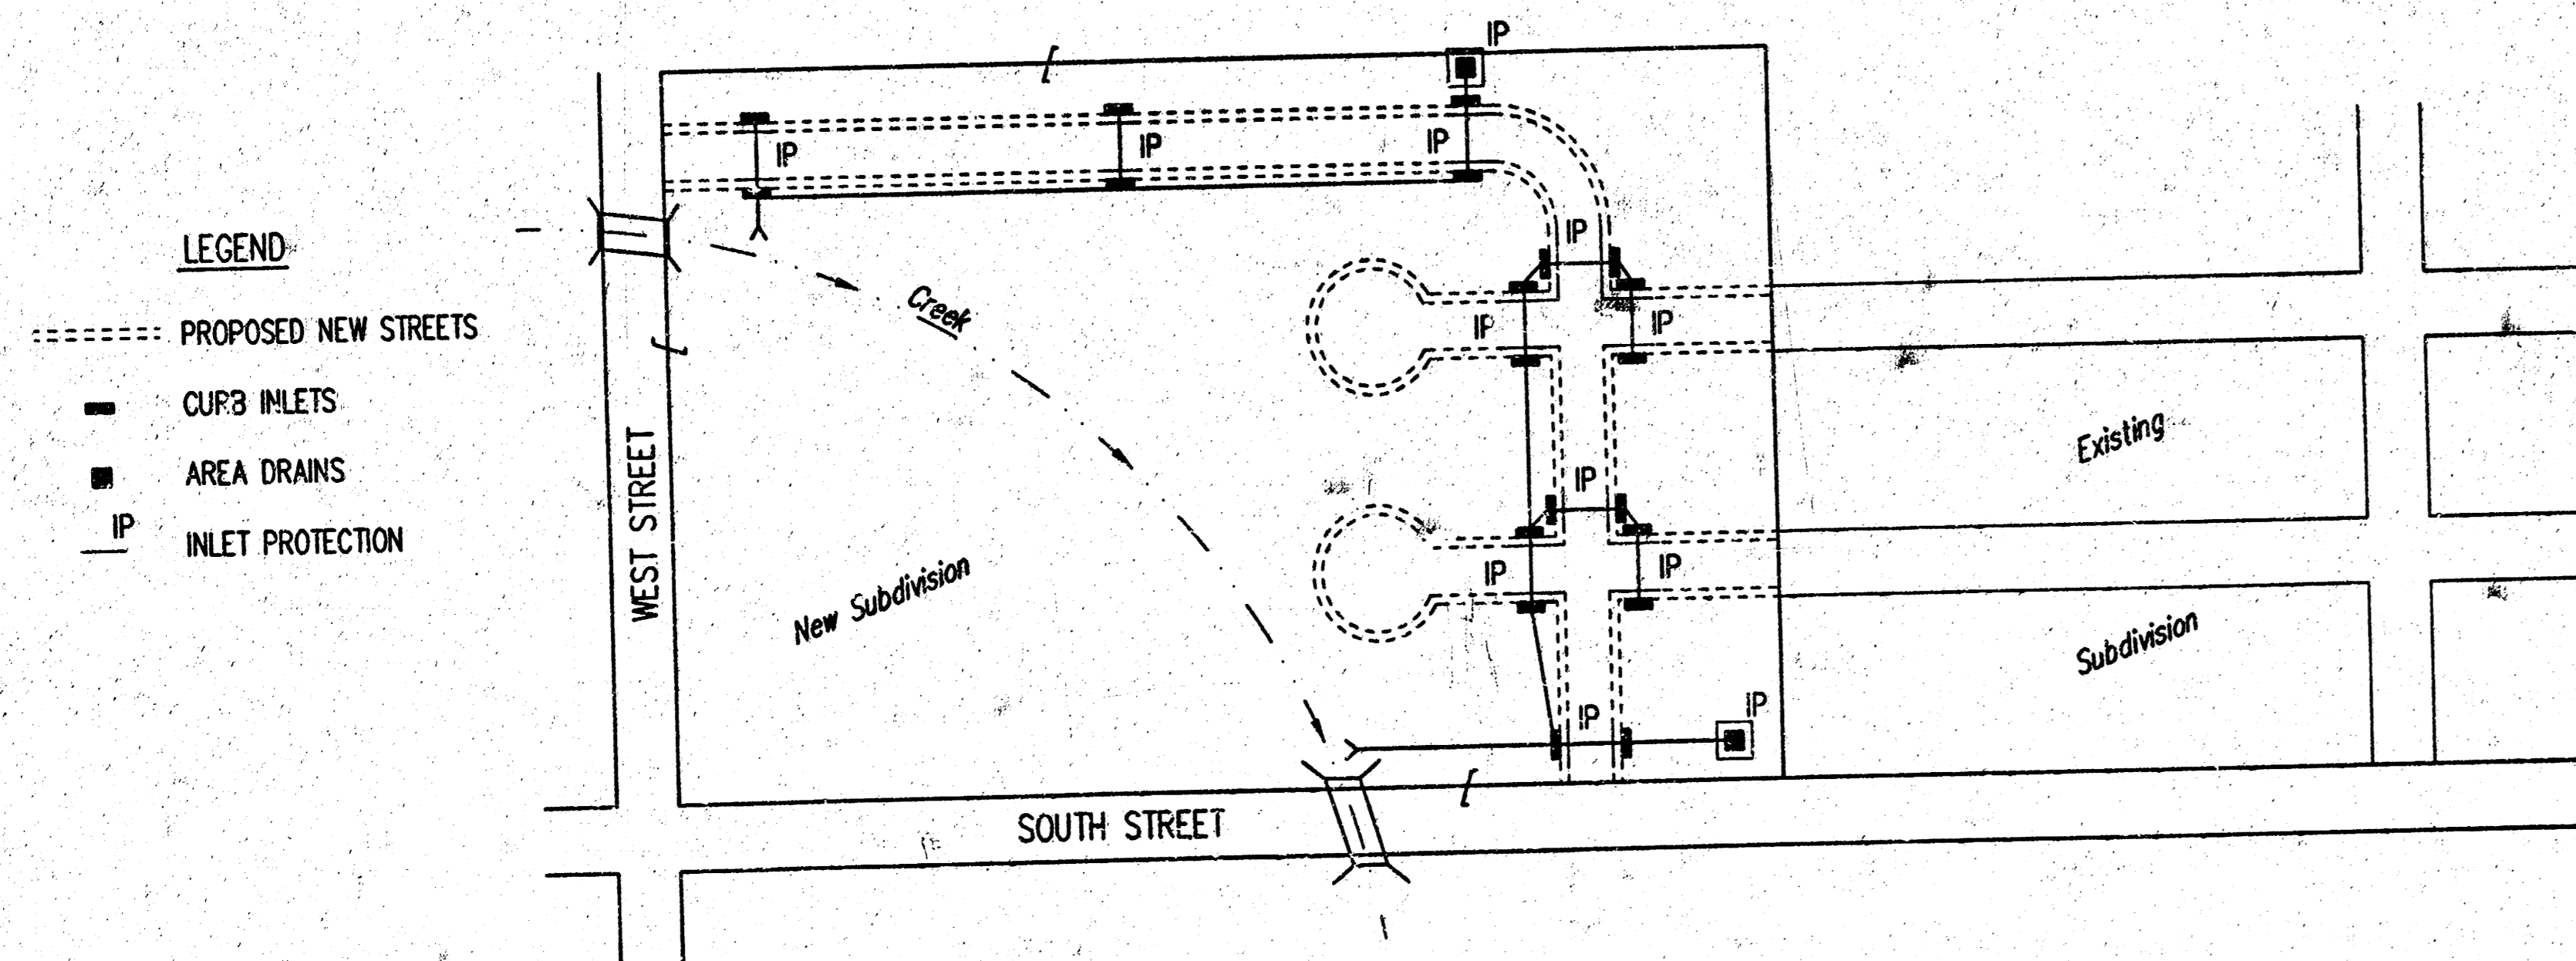 LEGEND
PROPOSED NEW STREETS
CURB INLETS
AREA DRAINS
IP
INLET PROTECTION
WEST STREET
SOUTH STREET
Creek
New Subdivision
Existing
Subdivision
IP
IP
IP
IP
IP
IP
IP
IP
IP
IP
IP
IP